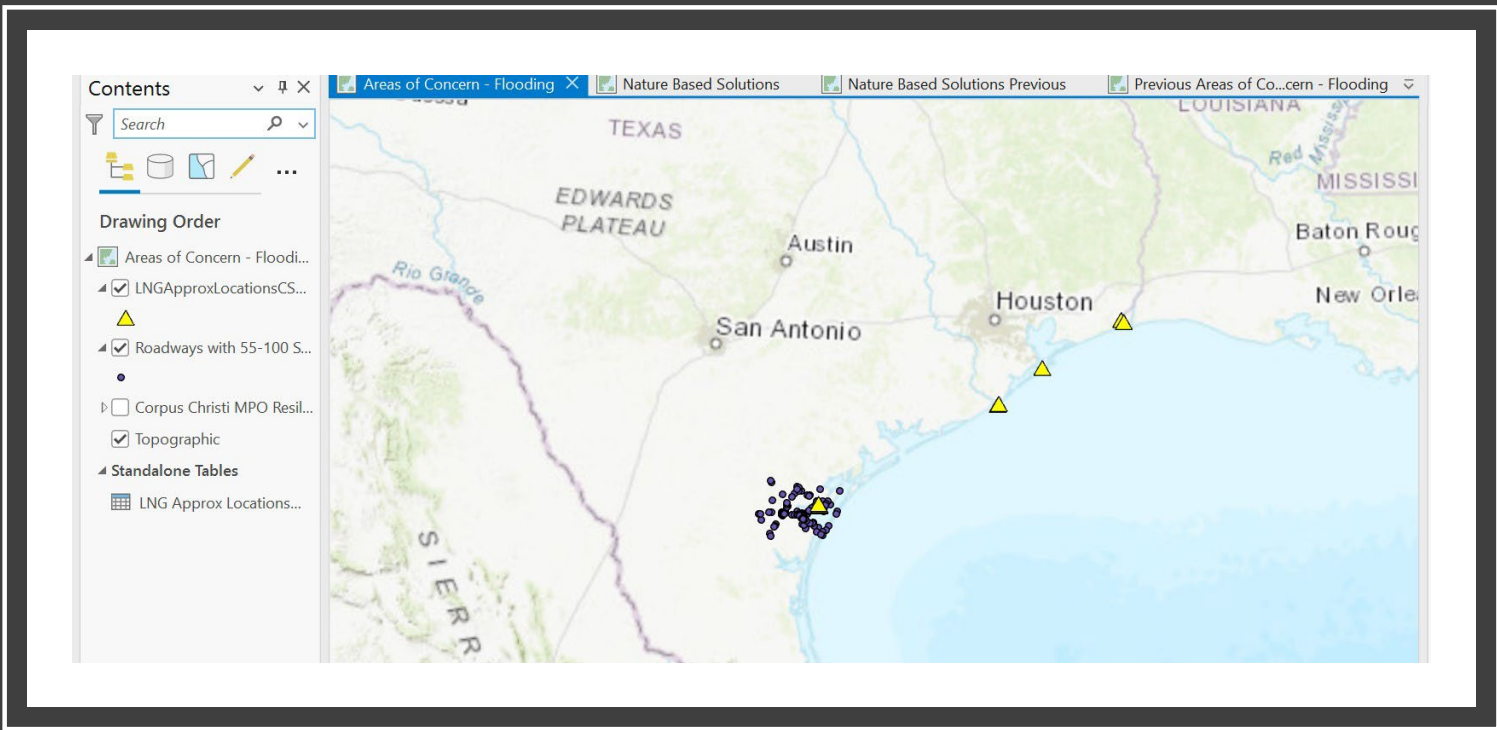 Contents
Search
Drawing Order
Areas of Concern - Floodi...
LNGApproxLocationsCS...
Roadways with 55-100 S...
Corpus Christi MPO Resil...
Topographic
Standalone Tables
LNG Approx Locations...
Areas of Concern - Flooding
Nature Based Solutions
Nature Based Solutions Previous
Previous Areas of Co...cern - Flooding
TEXAS
LOUISIANA
Red
Mississ
MISSISSI
EDWARDS
PLATEAU
Austin
Baton Roug
Rio Grande
Houston
New Orle
San Antonio
SIERR